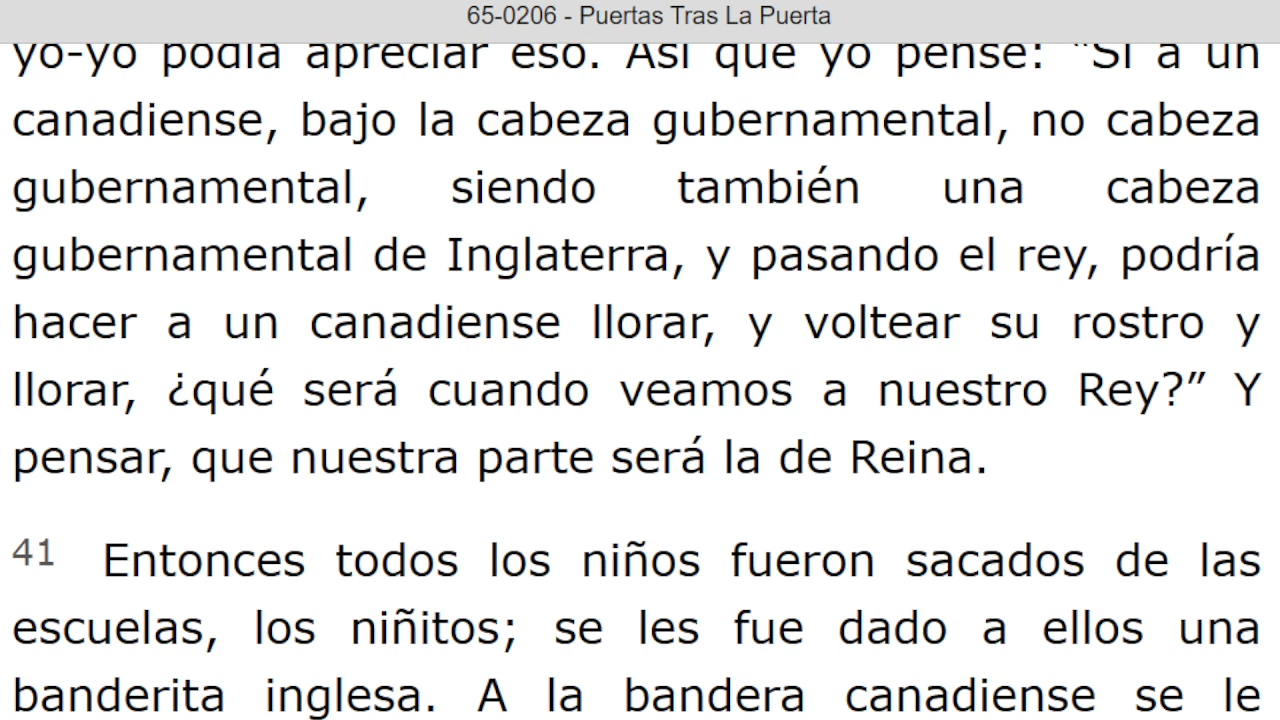 65-0206 - Puertas Tras La Puerta
yo-yo podía apreciar eso. Así que yo pensé: “Si a un
canadiense, bajo la cabeza gubernamental, no cabeza
gubernamental, siendo también una cabeza
gubernamental de Inglaterra, y pasando el rey, podría
hacer a un canadiense llorar, y voltear su rostro y
llorar, ¿qué será cuando veamos a nuestro Rey?” Y
pensar, que nuestra parte será la de Reina.
41 Entonces todos los niños fueron sacados de las
escuelas, los niñitos; se les fue dado a ellos una
banderita inglesa. A la bandera canadiense se le